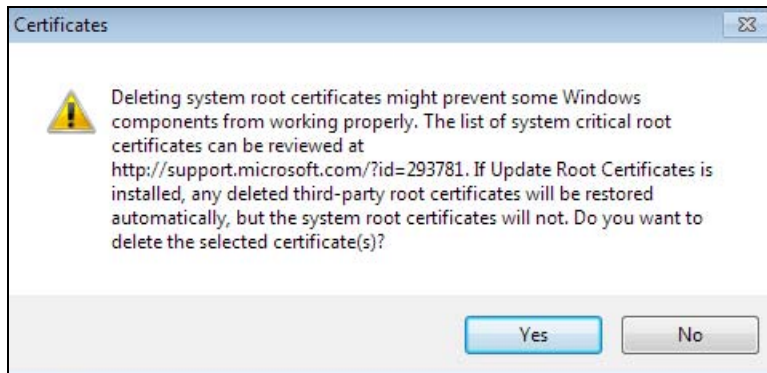 Certificates
Deleting system root certificates might prevent some Windows
components from working properly. The list of system critical root
certificates can be reviewed at
http://support.microsoft.com/?id=293781. If Update Root Certificates is
installed, any deleted third-party root certificates will be restored
automatically, but the system root certificates will not. Do you want to
delete the selected certificate(s)?
Yes
No